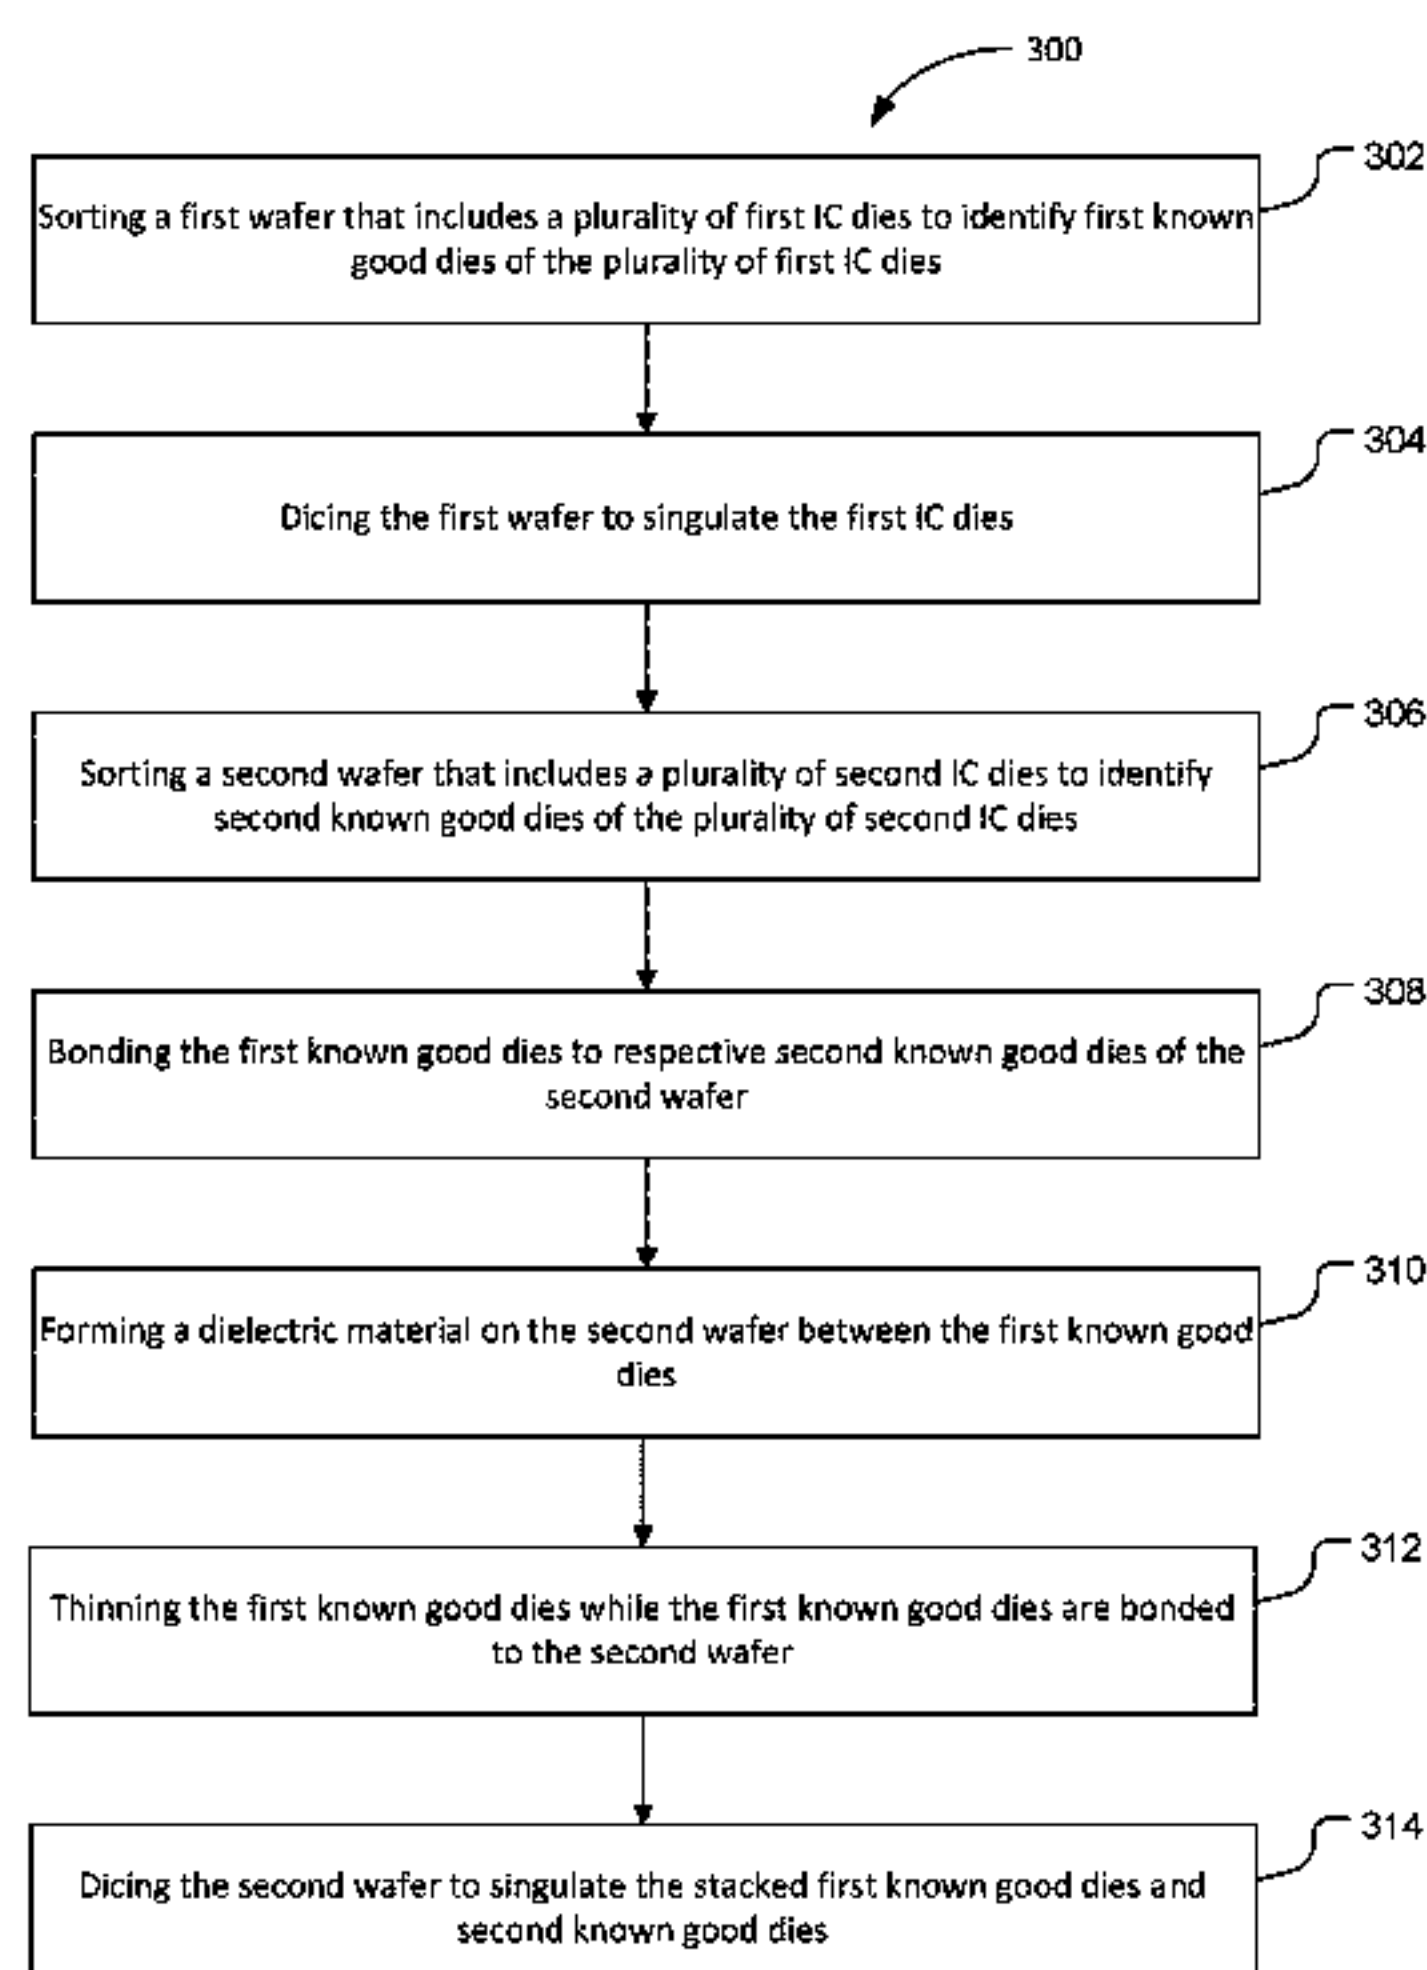 300
302
Sorting a first wafer that includes a plurality of first IC dies to identify first known
good dies of the plurality of first IC dies
304
Dicing the first wafer to singulate the first IC dies
306
Sorting a second wafer that includes a plurality of second IC dies to identify
second known good dies of the plurality of second IC dies
308
Bonding the first known good dies to respective second known good dies of the
second wafer
310
Forming a dielectric material on the second wafer between the first known good
dies
312
Thinning the first known good dies while the first known good dies are bonded
to the second wafer
314
Dicing the second wafer to singulate the stacked first known good dies and
second known good dies